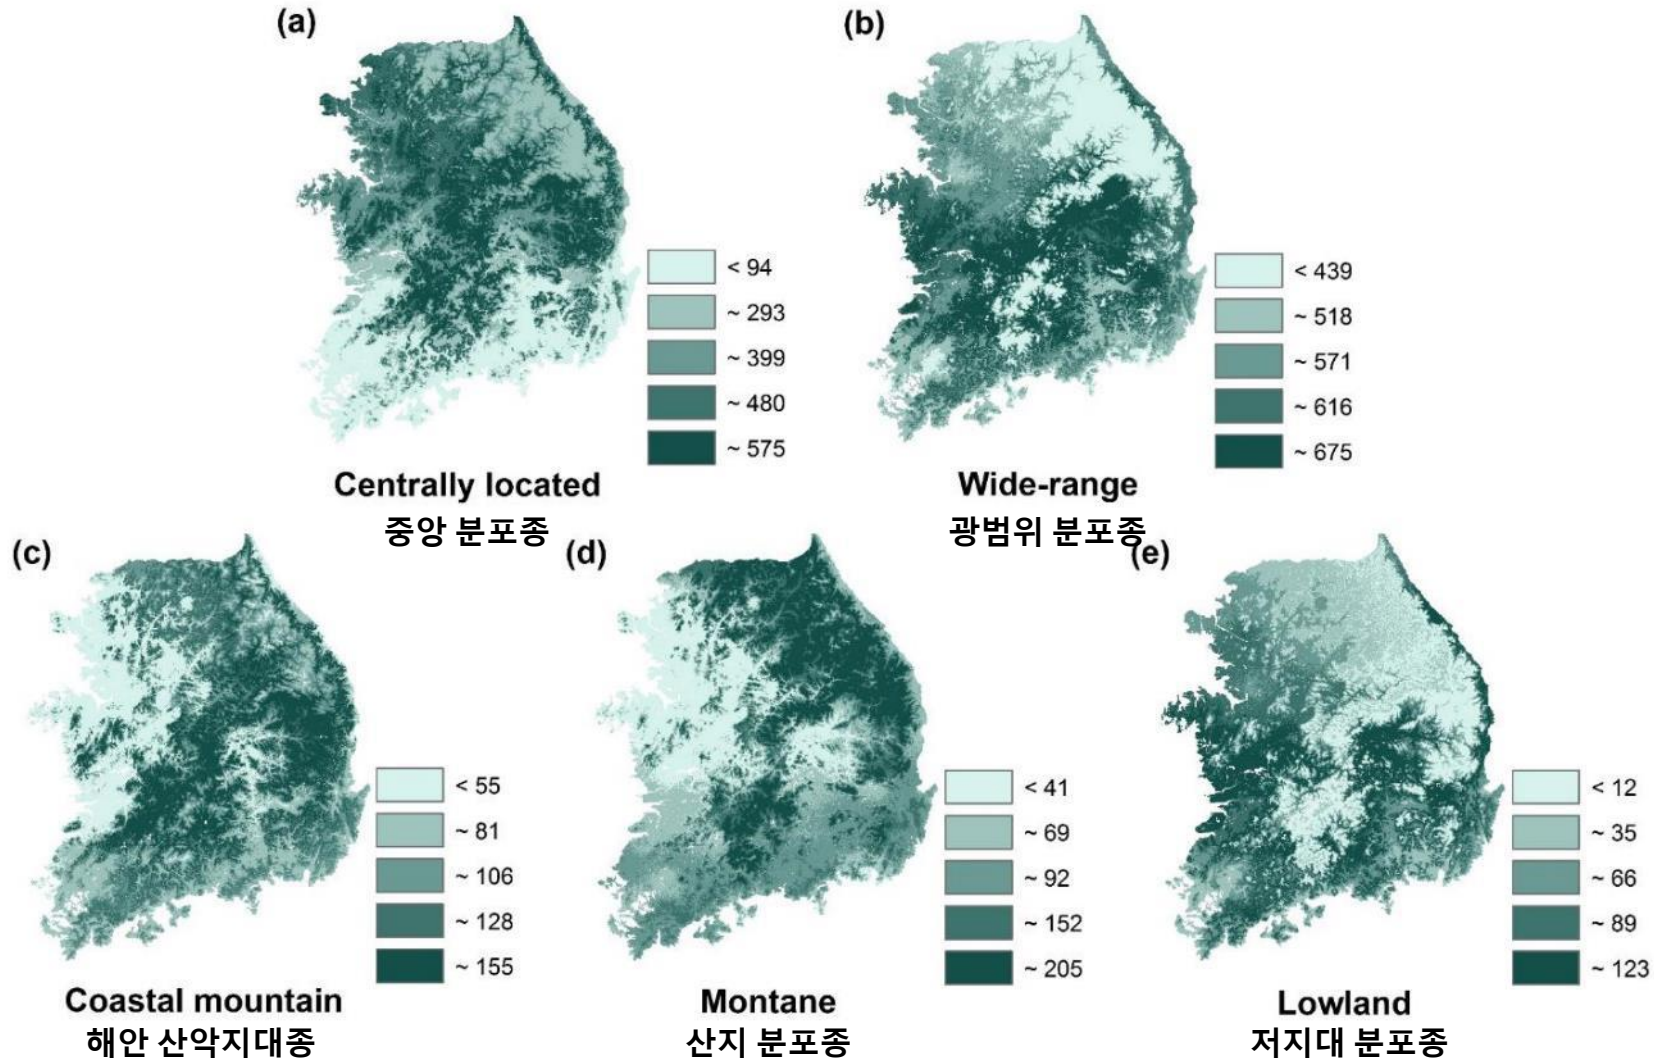 (a)
< 94
~ 293
~ 399
~ 480
~ 575
Centrally located
중앙 분포종
(b)
< 439
~ 518
~ 571
~ 616
~ 675
Wide-range
광범위 분포종
(c)
< 55
~ 81
~ 106
~ 128
~ 155
Coastal mountain
해안 산악지대종
(d)
< 41
~ 69
~ 92
~ 152
~ 205
Montane
산지 분포종
(e)
< 12
~ 35
~ 66
~ 89
~ 123
Lowland
저지대 분포종